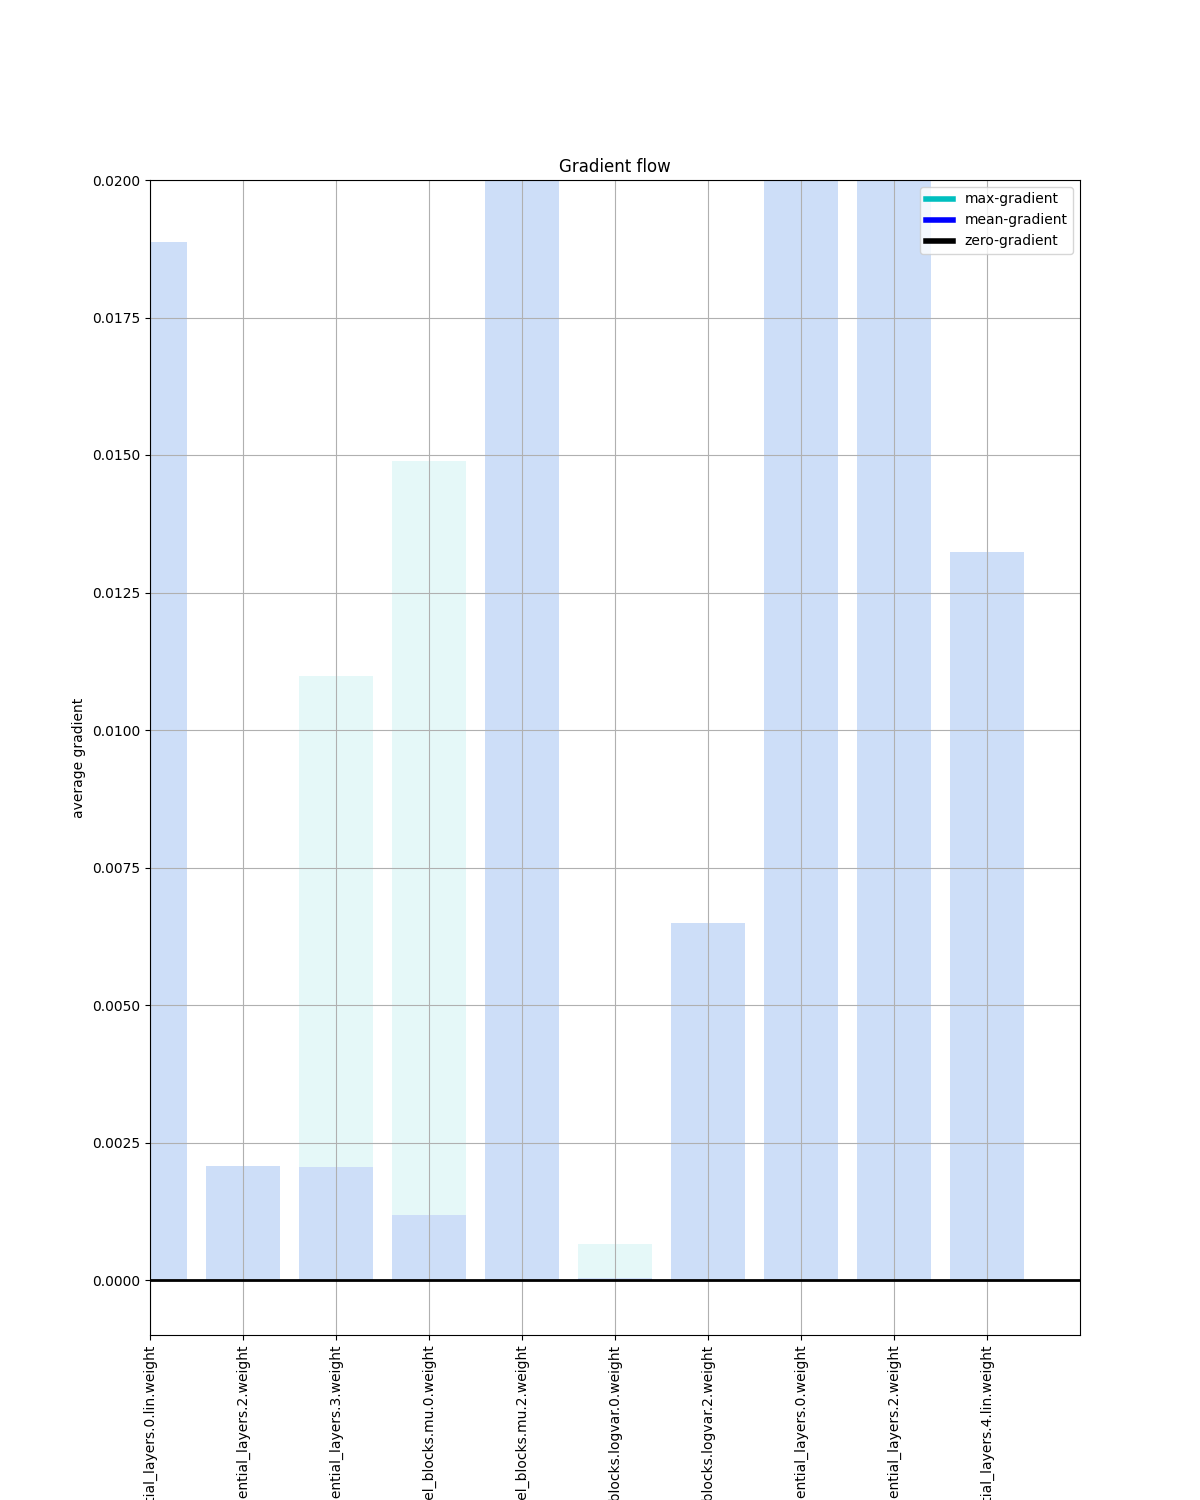 Gradient flow
max-gradient
mean-gradient
zero-gradient
0.0200
0.0175
0.0150
0.0125
0.0100
0.0075
0.0050
0.0025
0.0000
average gradient
tial_layers.0.lin.weight
ential_layers.2.weight
ential_layers.3.weight
el_blocks.mu.0.weight
el_blocks.mu.2.weight
blocks.logvar.0.weight
blocks.logvar.2.weight
ential_layers.0.weight
ential_layers.2.weight
tial_layers.4.lin.weight